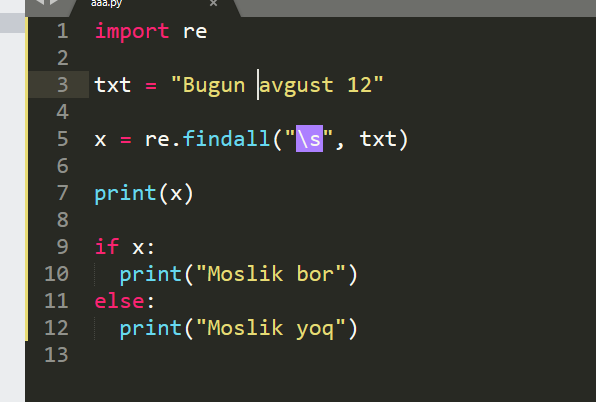 aaa.py ×
1 import re
2
3 txt = "Bugun avgust 12"
4
5 x = re.findall("\s", txt)
6
7 print(x)
8
9 if x:
10   print("Moslik bor")
11 else:
12   print("Moslik yoq")
13